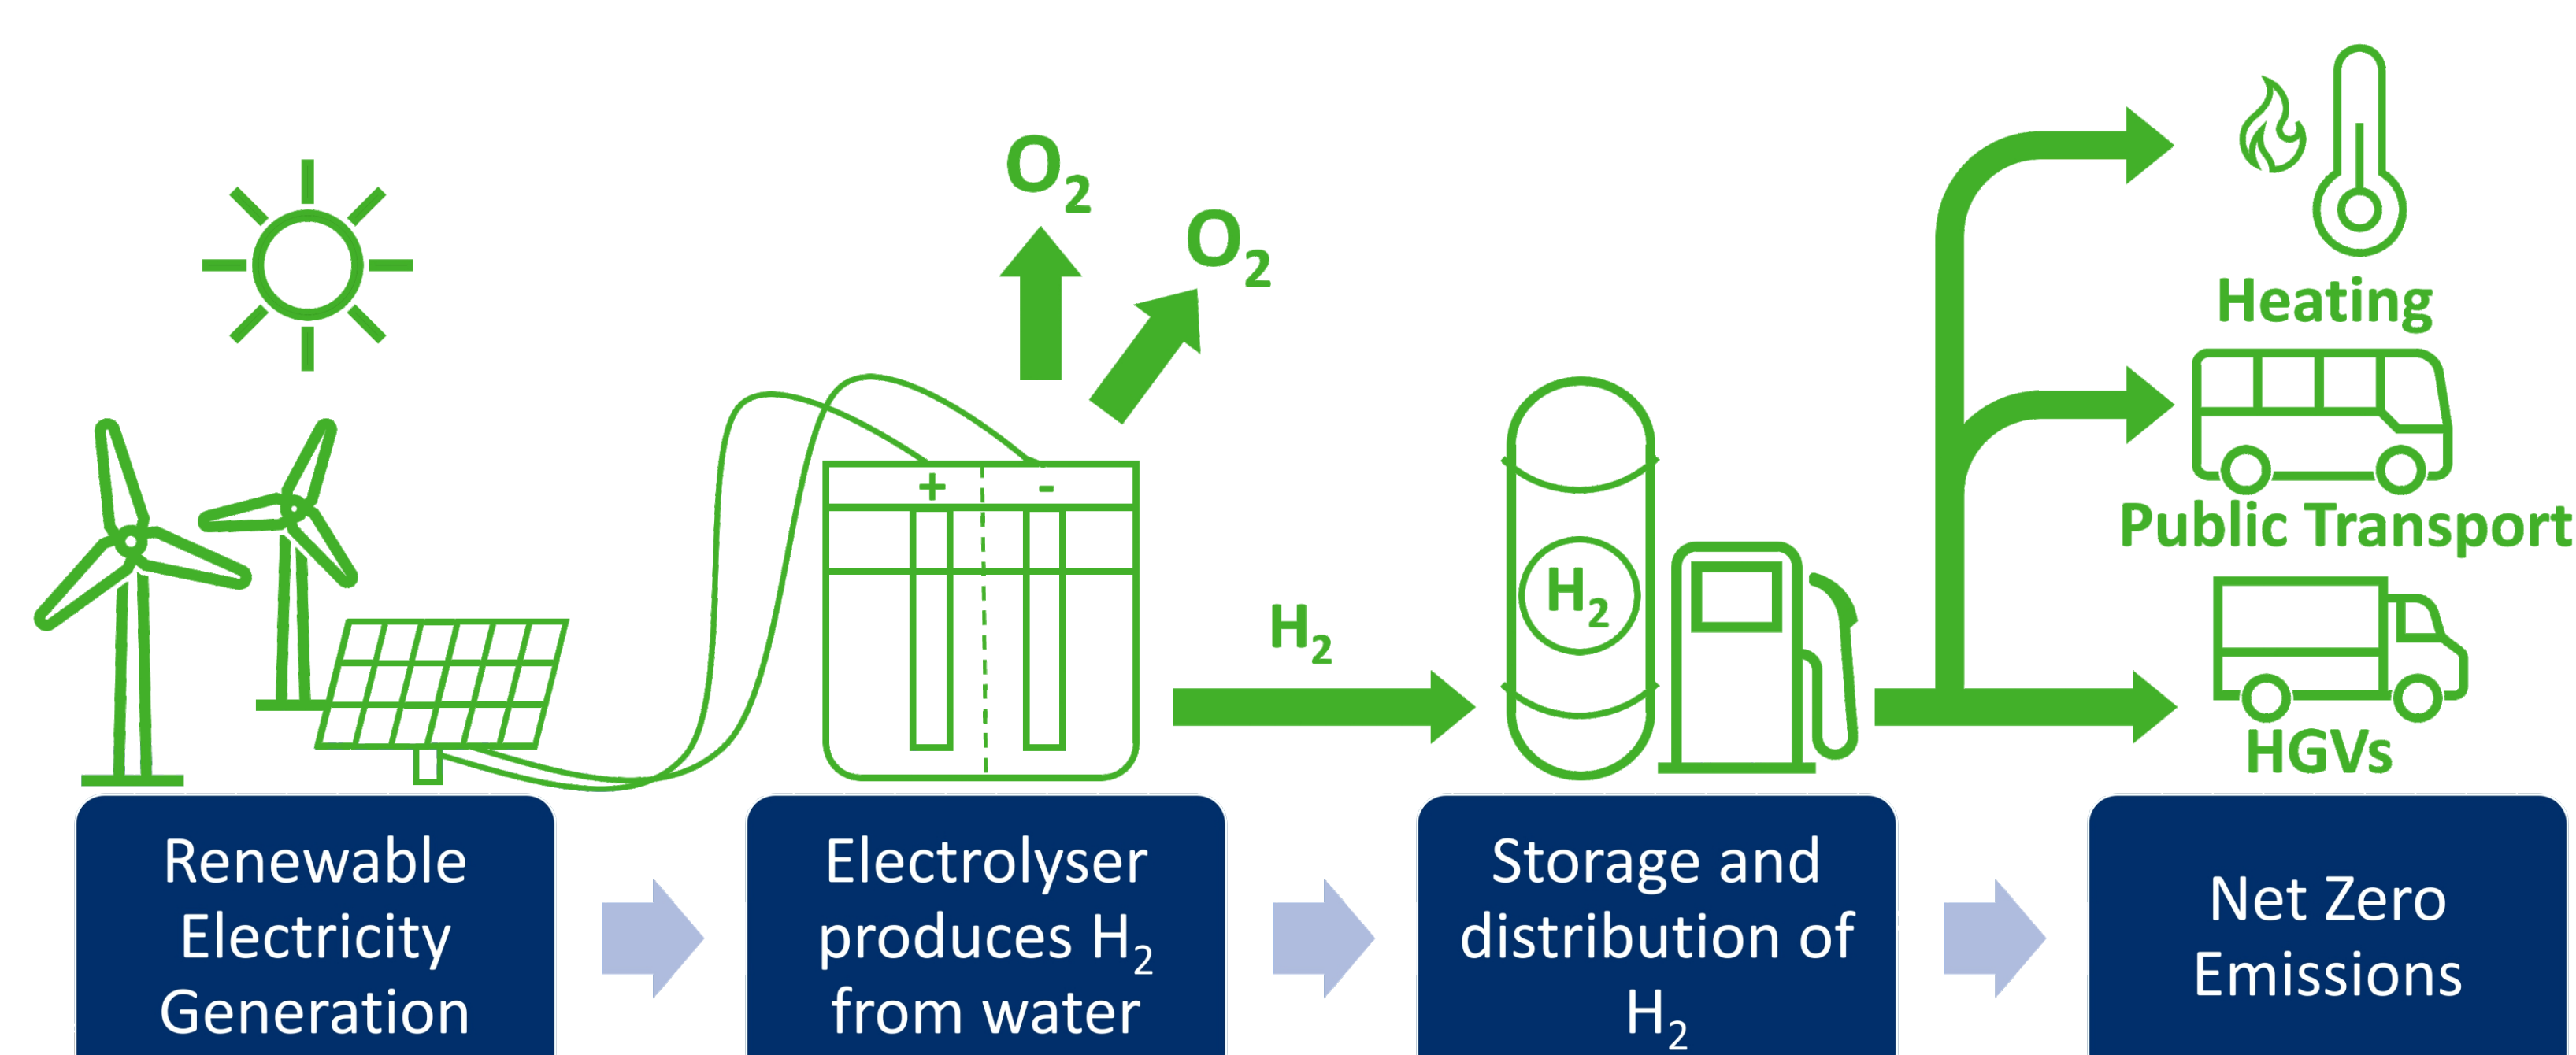 O₂
O₂
+ -
H₂
H₂
Heating
Public Transport
HGVs
Renewable
Electricity
Generation
Electrolyser
produces H₂
from water
Storage and
distribution of
H₂
Net Zero
Emissions